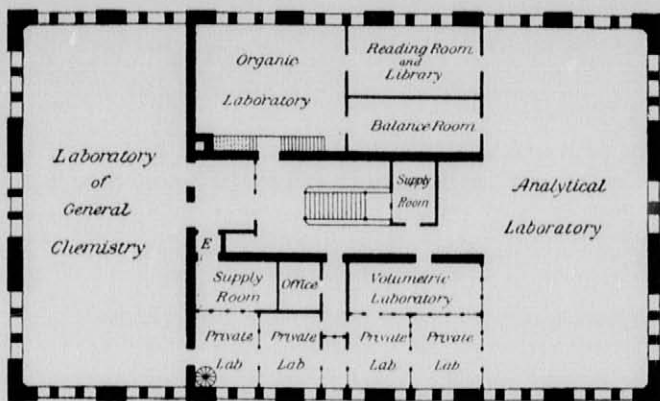 Organic
Laboratory
Reading Room
and
Library
Balance Room
Laboratory
of
General
Chemistry
Supply
Room
Analytical
Laboratory
E
Supply
Room
Office
Volumetric
Laboratory
Private
Lab
Private
Lab
Private
Lab
Private
Lab